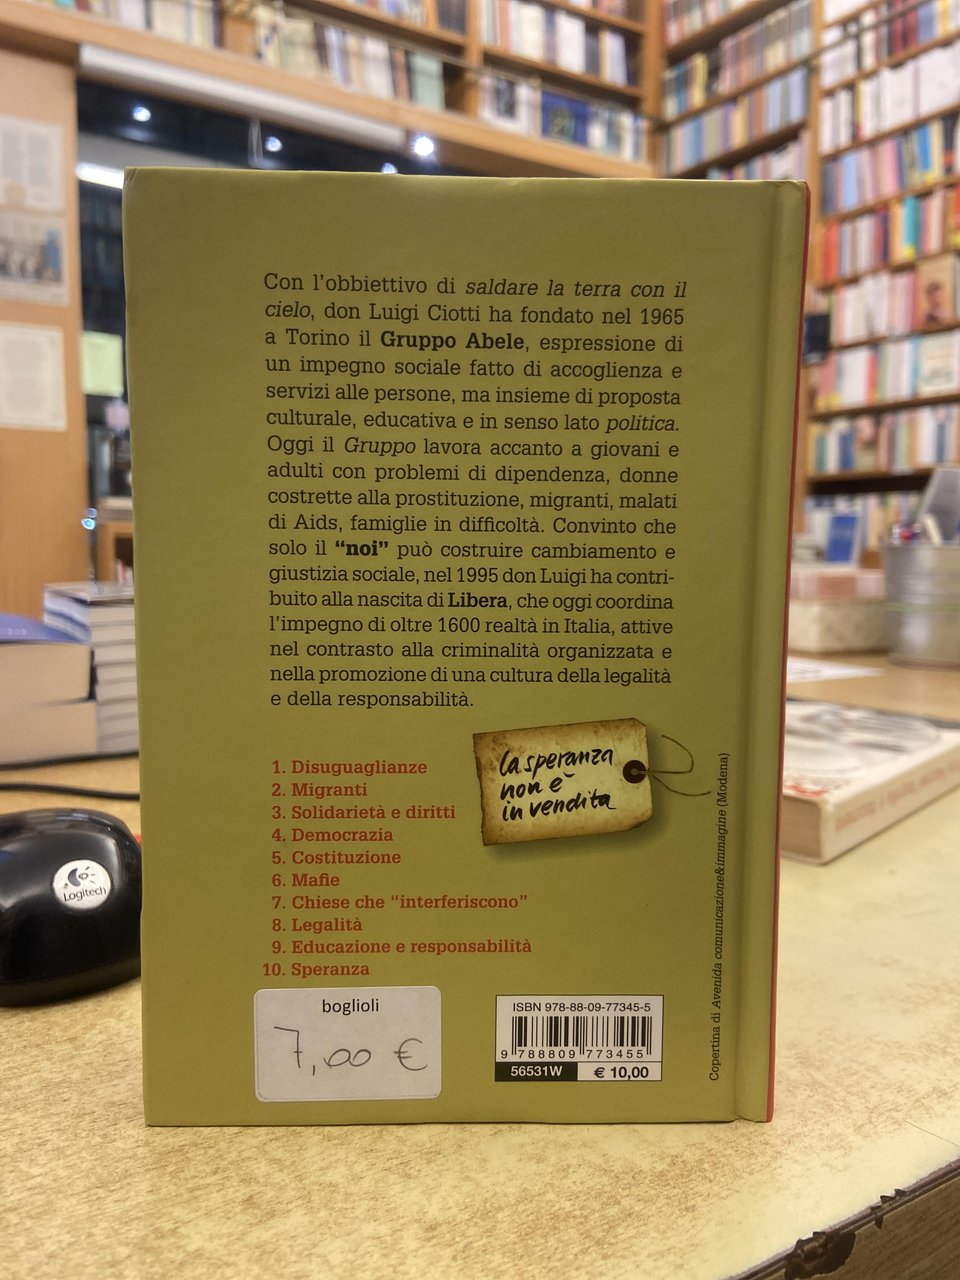 Con l’obbiettivo di saldare la terra con il
cielo, don Luigi Ciotti ha fondato nel 1965
a Torino il Gruppo Abele, espressione di
un impegno sociale fatto di accoglienza e
servizi alle persone, ma insieme di proposta
culturale, educativa e in senso lato politica.
Oggi il Gruppo lavora accanto a giovani e
adulti con problemi di dipendenza, donne
costrette alla prostituzione, migranti, malati
di Aids, famiglie in difficoltà. Convinto che
solo il “noi” può costruire cambiamento e
giustizia sociale, nel 1995 don Luigi ha contri-
buito alla nascita di Libera, che oggi coordina
l’impegno di oltre 1600 realtà in Italia, attive
nel contrasto alla criminalità organizzata e
nella promozione di una cultura della legalità
e della responsabilità.
la speranza
non è
in vendita
1. Disuguaglianze
2. Migranti
3. Solidarietà e diritti
4. Democrazia
5. Costituzione
6. Mafie
7. Chiese che “interferiscono”
8. Legalità
9. Educazione e responsabilità
10. Speranza
Copertina di Avenida comunicazione&immagine (Modena)
boglioli
7,00 €
ISBN 978-88-09-77345-5
9 788809 773455
56531W
€ 10,00
Logitech